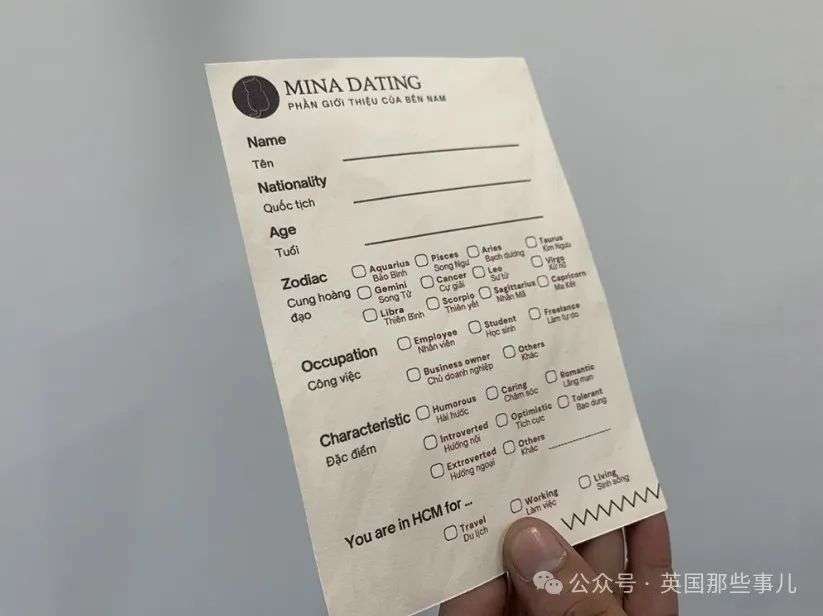 MINA DATING
PHẦN GIỚI THIỆU CỦA BÊN NAM
Name
Tên
Nationality
Quốc tịch
Age
Tuổi
Zodiac
Cung hoàng đạo
Aquarius Pisces Aries Taurus
Bảo Bình Song Ngư Bạch dương Kim Ngưu
Gemini Cancer Leo Virgo
Song Tử Cự giải Sư tử Xử nữ
Libra Scorpio Sagittarius Capricorn
Thiên Bình Thiên yết Nhân Mã Ma Kết
Occupation
Công việc
Employee Student Freelance
Nhân viên Học sinh Làm tự do
Business owner Others
Chủ doanh nghiệp Khác
Characteristic
Đặc điểm
Humorous Caring Romantic
Hài hước Chăm sóc Lãng mạn
Introverted Optimistic Tolerant
Hướng nội Tích cực Bao dung
Extroverted Others
Hướng ngoại Khác
You are in HCM for ...
Travel Working Living
Du lịch Làm việc Sinh sống
公众号 · 英国那些事儿